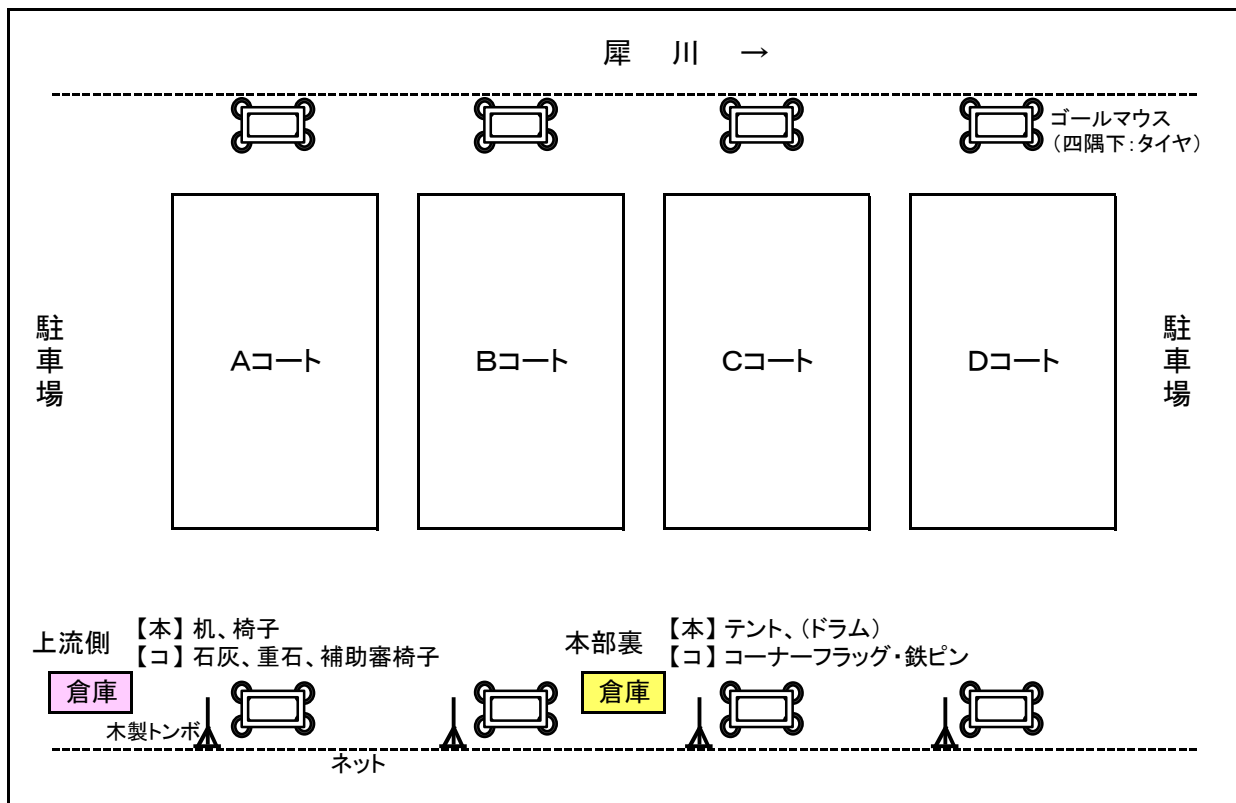 犀 川 →
ゴールマウス
(四隅下:タイヤ)
駐車場
Aコート
Bコート
Cコート
Dコート
駐車場
上流側
【本】 机、椅子
【コ】 石灰、重石、補助審椅子
倉庫
木製トンボ
本部裏
【本】 テント、(ドラム)
【コ】 コーナーフラッグ・鉄ピン
倉庫
ネット